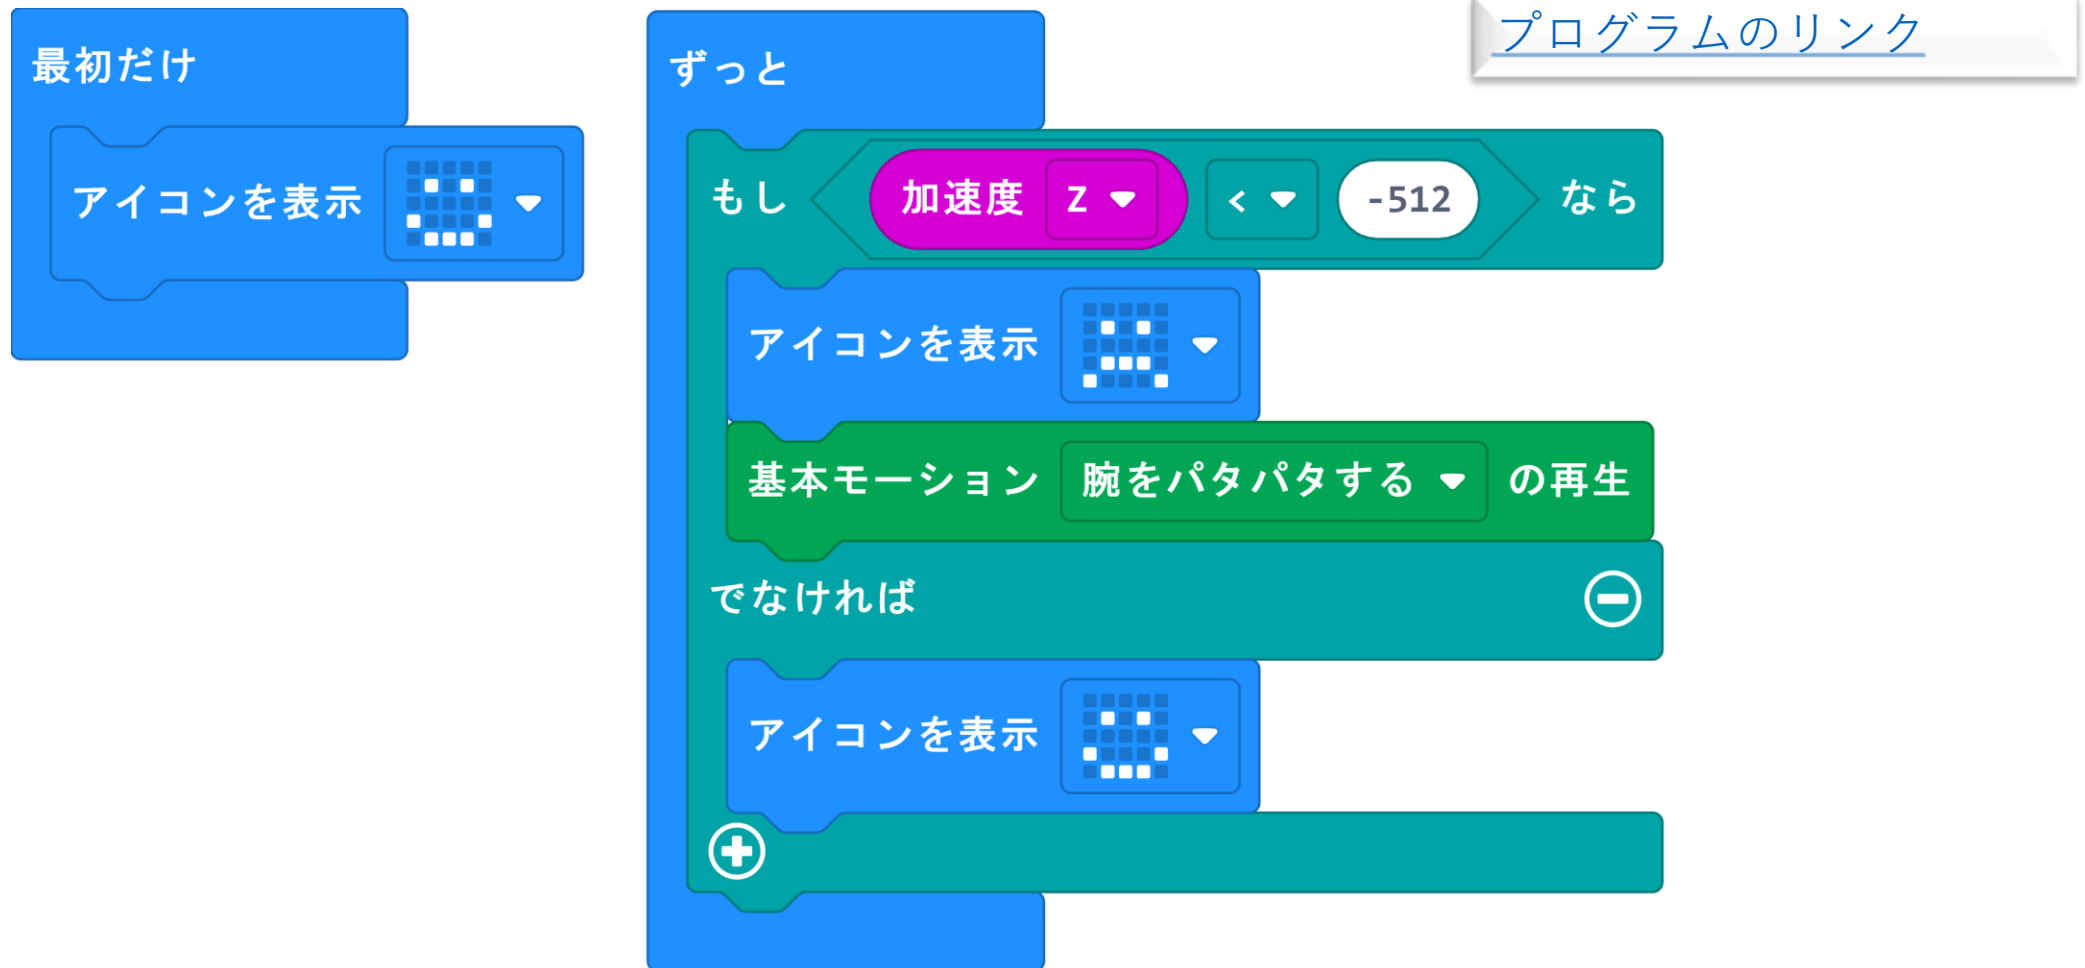 プログラムのリンク
最初だけ
アイコンを表示
ずっと
もし 加速度 Z < -512 なら
アイコンを表示
基本モーション 腕をパタパタする の再生
でなければ
アイコンを表示